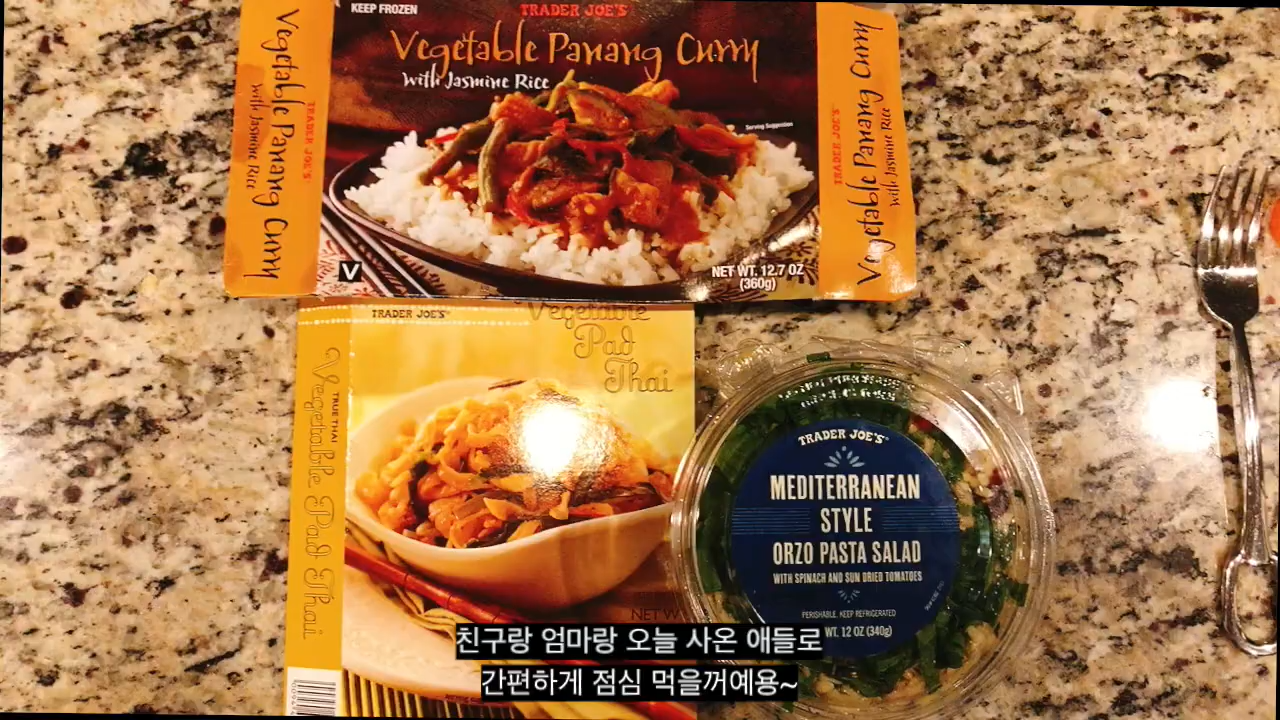 KEEP FROZEN
TRADER JOE'S
Vegetable Panang Curry
with Jasmine Rice
Serving Suggestion
V
NET WT. 12.7 OZ
(360g)
Vegetable Panang Curry
with Jasmine Rice
TRADER JOE'S
TRADER JOE'S
Vegetable Panang Curry
with Jasmine Rice
TRADER JOE'S
Vegetable
Pad
Thai
TRUE THAI
Vegetable Pad Thai
NET W
TRADER JOE'S
MEDITERRANEAN
STYLE
ORZO PASTA SALAD
WITH SPINACH AND SUN DRIED TOMATOES
PERISHABLE. KEEP REFRIGERATED
WT. 12 OZ (340g)
친구랑 엄마랑 오늘 사온 애들로
간편하게 점심 먹을꺼예용~